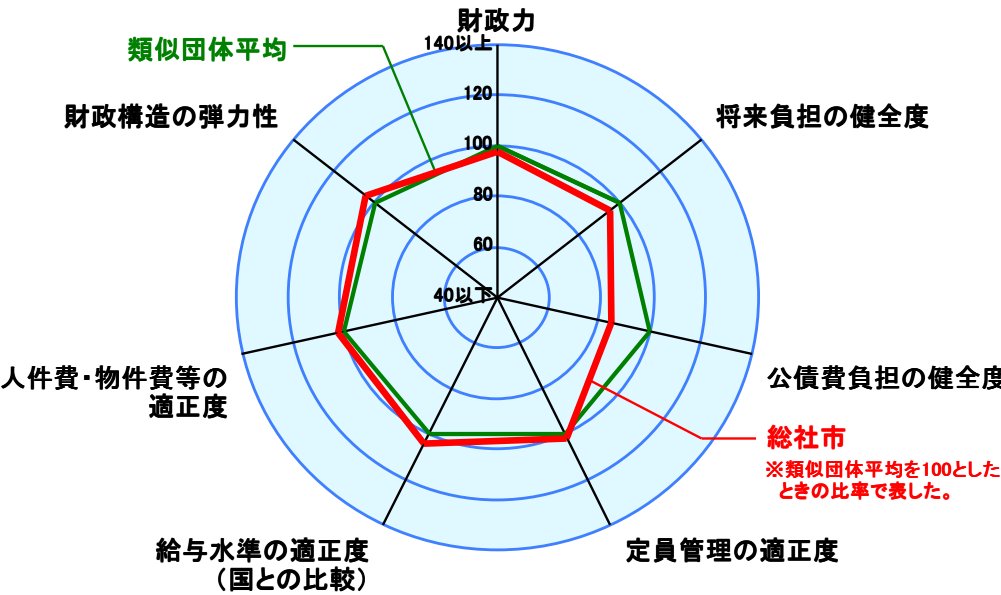 財政力
140以上
類似団体平均
120
財政構造の弾力性
将来負担の健全度
100
80
60
40以下
人件費・物件費等の
適正度
公債費負担の健全度
総社市
※類似団体平均を100とした
ときの比率で表した。
給与水準の適正度
（国との比較）
定員管理の適正度